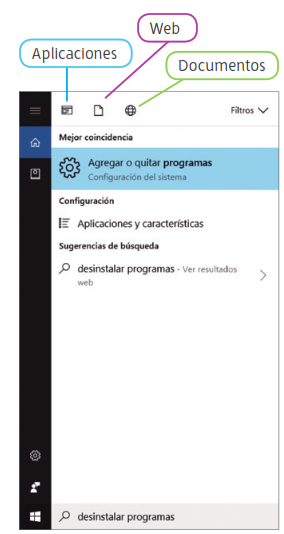 Web
Aplicaciones
Documentos
Filtros
Mejor coincidencia
Agregar o quitar programas
Configuración del sistema
Configuración
Aplicaciones y características
Sugerencias de búsqueda
desinstalar programas - Ver resultados
web
desinstalar programas